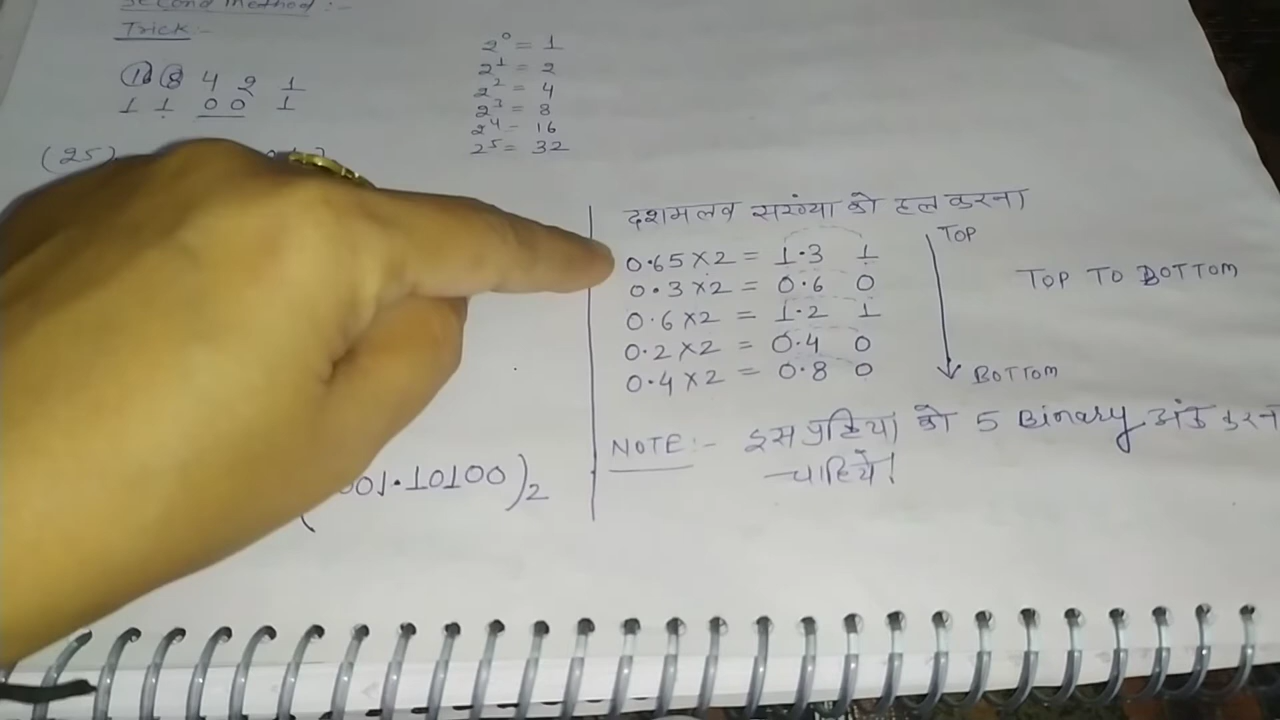 Second Method :-
Trick :-
16 8 4 2 1
1 1 0 0 1
(25)
2⁰ = 1
2¹ = 2
2² = 4
2³ = 8
2⁴ - 16
2⁵ = 32
दशमलव सरंव्या को हल करना
0.65 X 2 = 1.3 1
0.3 X 2 = 0.6 0
0.6 X 2 = 1.2 1
0.2 X 2 = 0.4 0
0.4 X 2 = 0.8 0
TOP
BOTTOM
TOP TO BOTTOM
NOTE :- इस प्रक्रिया को 5 Binary अंक करने
चाहिये।
001.10100)₂